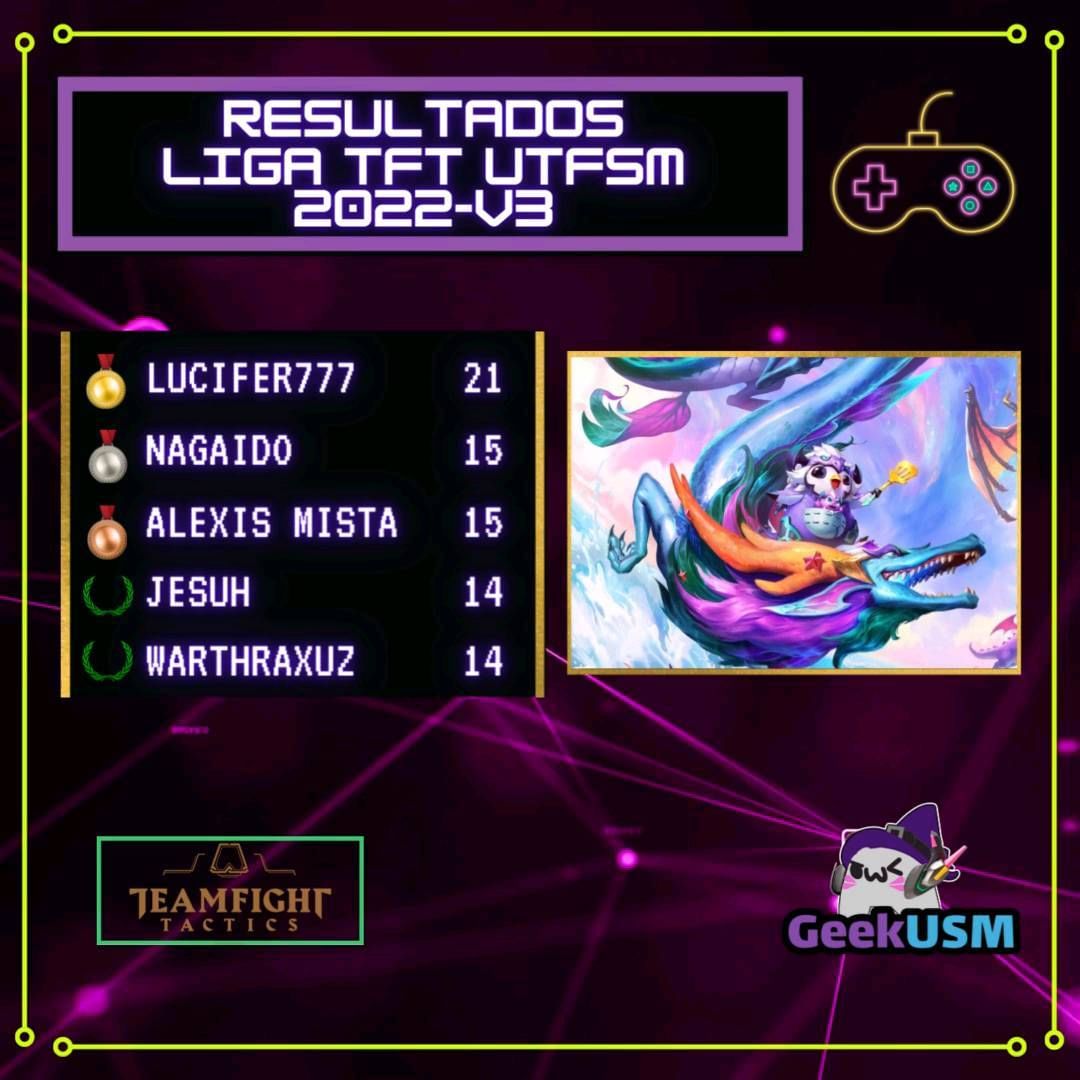 RESULTADOS
LIGA TFT UTFSM
2022-V3
LUCIFER777 21
NAGAIDO 15
ALEXIS MISTA 15
JESUH 14
WARTHRAXUZ 14
TEAMFIGHT
TACTICS
GeekUSM